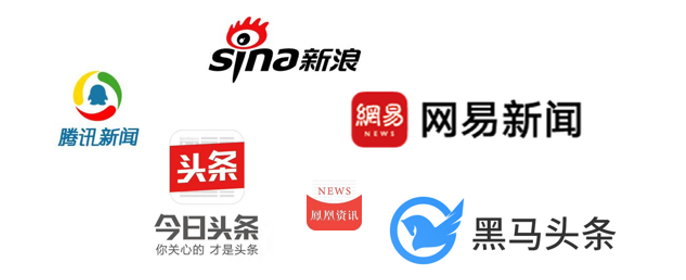 sina新浪
腾讯新闻
網易
NEWS
网易新闻
头条
今日头条
你关心的 才是头条
NEWS
鳳凰资讯
黑马头条